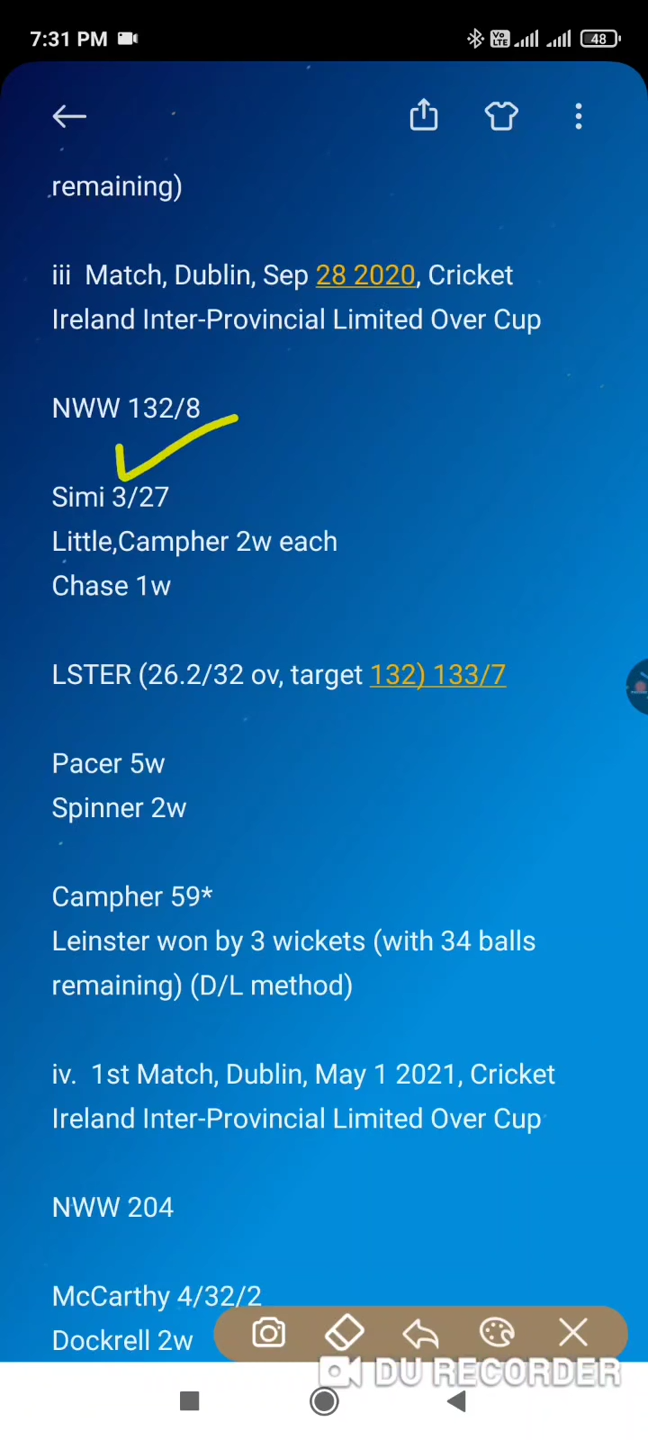 7:31 PM
Vo LTE
48
remaining)
iii  Match, Dublin, Sep 28 2020, Cricket
Ireland Inter-Provincial Limited Over Cup
NWW 132/8
Simi 3/27
Little,Campher 2w each
Chase 1w
LSTER (26.2/32 ov, target 132) 133/7
Pacer 5w
Spinner 2w
Campher 59*
Leinster won by 3 wickets (with 34 balls
remaining) (D/L method)
iv.  1st Match, Dublin, May 1 2021, Cricket
Ireland Inter-Provincial Limited Over Cup
NWW 204
McCarthy 4/32/2
Dockrell 2w
DU RECORDER